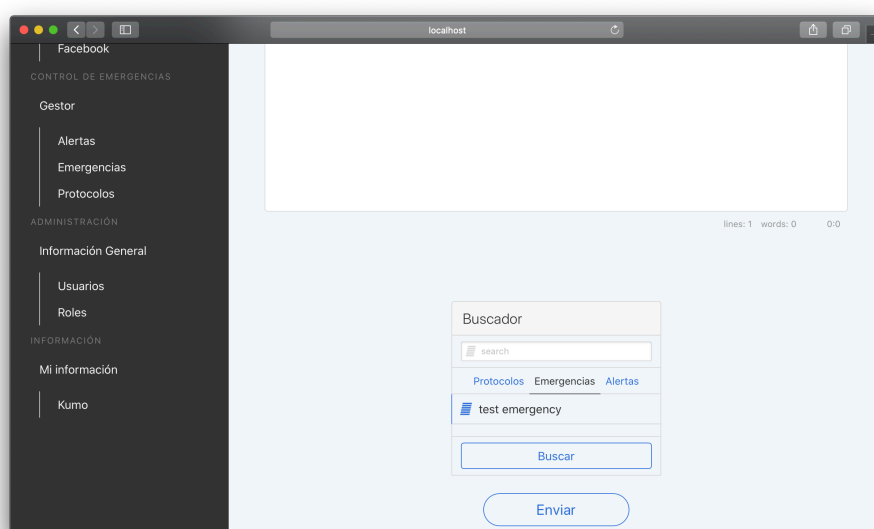 localhost
Facebook
CONTROL DE EMERGENCIAS
Gestor
Alertas
Emergencias
Protocolos
ADMINISTRACIÓN
Información General
Usuarios
Roles
INFORMACIÓN
Mi información
Kumo
lines: 1 words: 0 0:0
Buscador
search
Protocolos Emergencias Alertas
test emergency
Buscar
Enviar